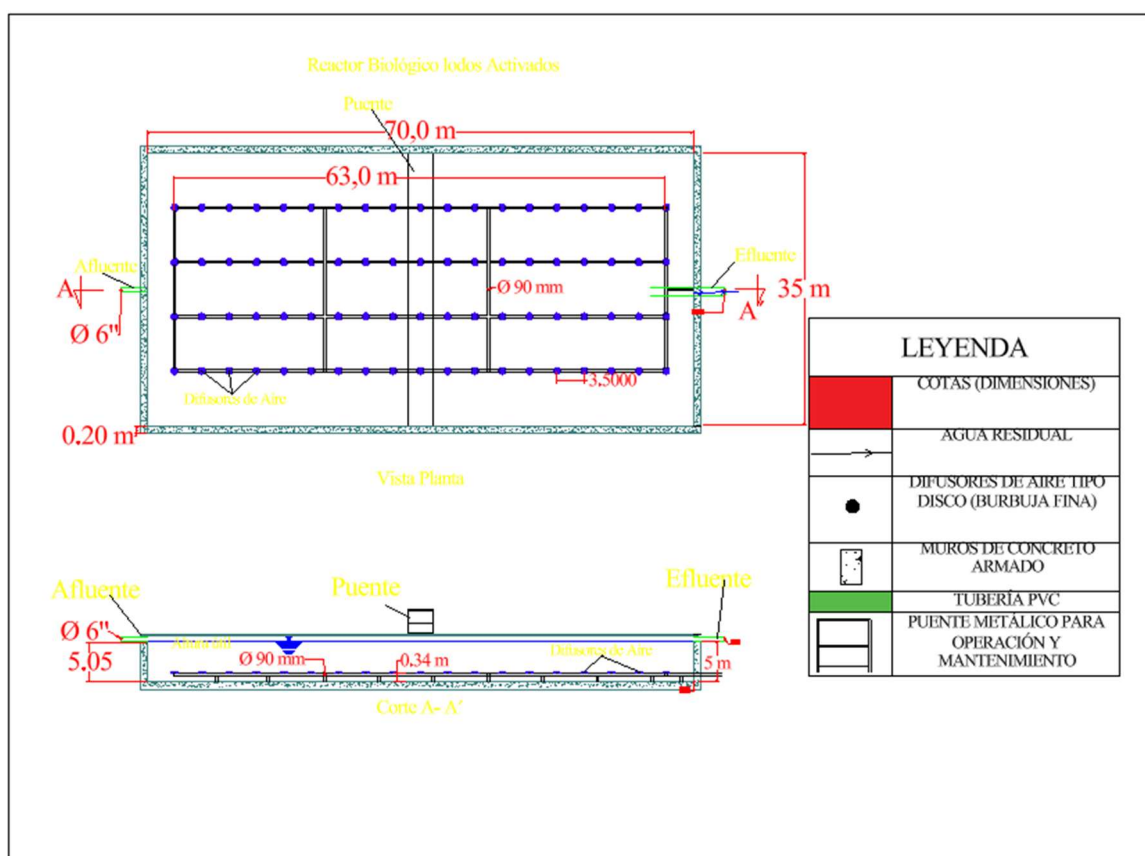 Reactor Biológico lodos Activados
Puente
70,0 m
63,0 m
Afluente
Efluente
A
Ø 90 mm
A'
35 m
Ø 6"
3.5000
Difusores de Aire
0.20 m
Vista Planta
LEYENDA
COTAS (DIMENSIONES)
AGUA RESIDUAL
DIFUSORES DE AIRE TIPO
DISCO (BURBUJA FINA)
MUROS DE CONCRETO
ARMADO
TUBERÍA PVC
PUENTE METÁLICO PARA
OPERACIÓN Y
MANTENIMIENTO
Afluente
Puente
Efluente
Ø 6"
5.05
Ø 90 mm
0.34 m
Difusores de Aire
5 m
Corte A- A'